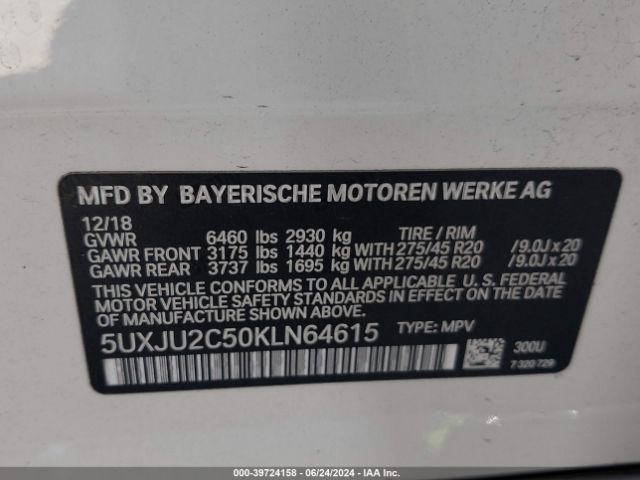 MFD BY BAYERISCHE MOTOREN WERKE AG
12/18
GVWR 6460 lbs 2930 kg TIRE / RIM
GAWR FRONT 3175 lbs 1440 kg WITH 275/45 R20 /9.0J x 20
GAWR REAR 3737 lbs 1695 kg WITH 275/45 R20 /9.0J x 20
THIS VEHICLE CONFORMS TO ALL APPLICABLE U.S. FEDERAL
MOTOR VEHICLE SAFETY STANDARDS IN EFFECT ON THE DATE
OF MANUFACTURE SHOWN ABOVE.
5UXJU2C50KLN64615 TYPE: MPV
300U
7 320 729
000-39724158 - 06/24/2024 - IAA Inc.